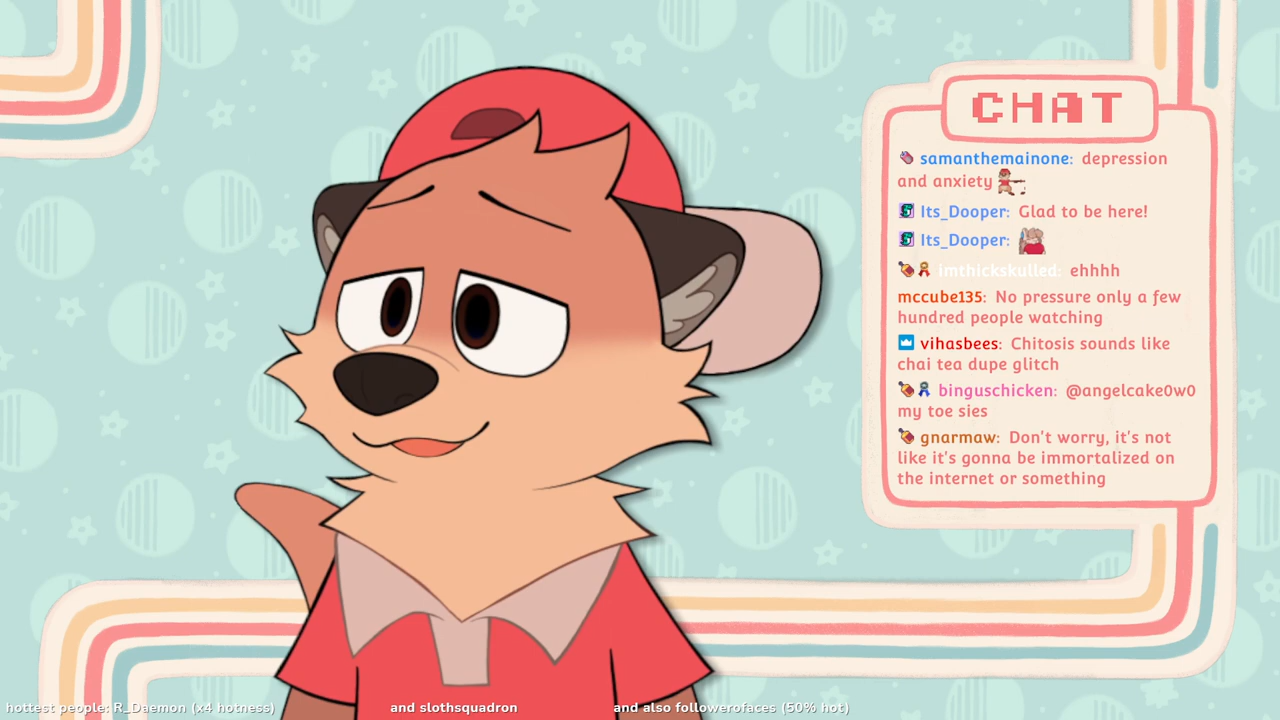 CHAT
samanthemainone: depression
and anxiety
Its_Dooper: Glad to be here!
Its_Dooper:
imthickskulled: ehhhh
mccube135: No pressure only a few
hundred people watching
vihasbees: Chitosis sounds like
chai tea dupe glitch
binguschicken: @angelcake0w0
my toe sies
gnarmaw: Don't worry, it's not
like it's gonna be immortalized on
the internet or something
hottest people: R_Daemon (x4 hotness) and slothsquadron and also followerofaces (50% hot)